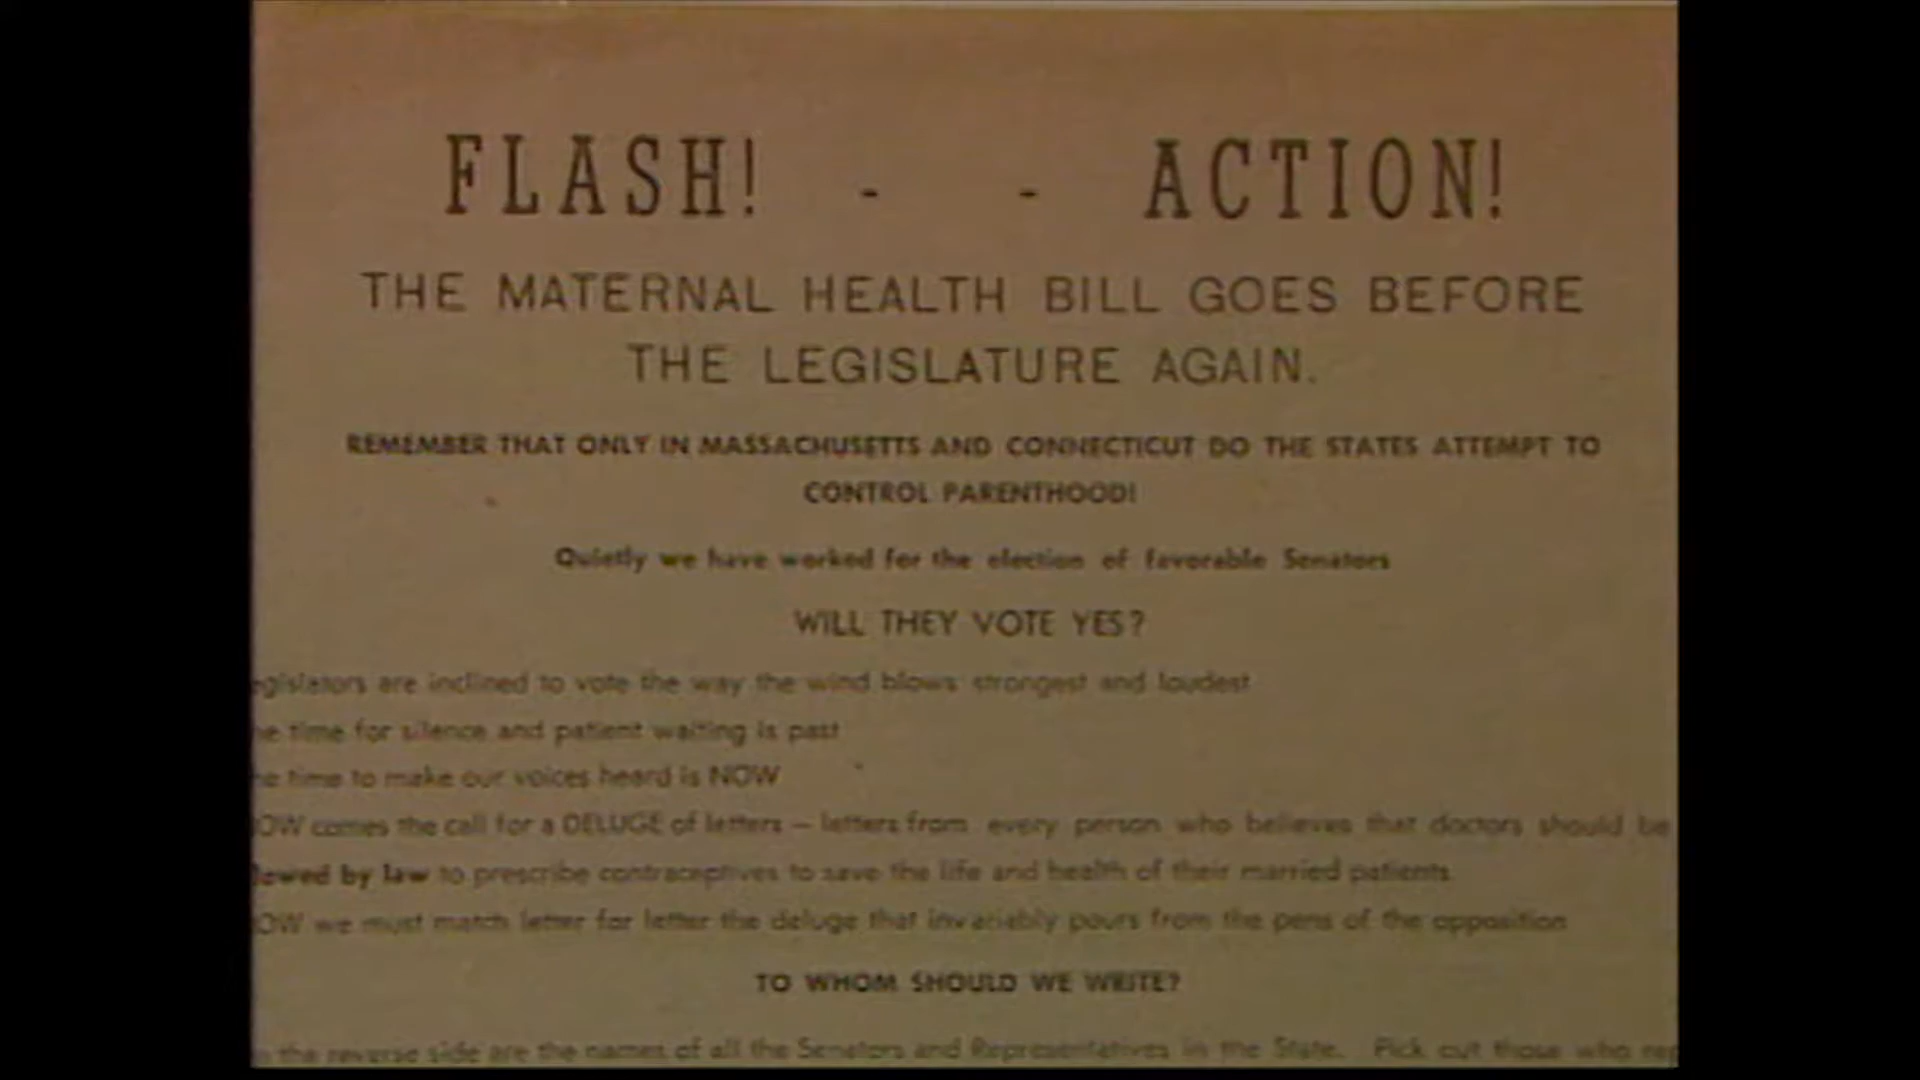 FLASH! - - ACTION!
THE MATERNAL HEALTH BILL GOES BEFORE
THE LEGISLATURE AGAIN.
REMEMBER THAT ONLY IN MASSACHUSETTS AND CONNECTICUT DO THE STATES ATTEMPT TO
CONTROL PARENTHOOD!
Quietly we have worked for the election of favorable Senators
WILL THEY VOTE YES?
egislators are inclined to vote the way the wind blows strongest and loudest
he time for silence and patient waiting is past
he time to make our voices heard is NOW
OW comes the call for a DELUGE of letters — letters from every person who believes that doctors should be
lowed by law to prescribe contraceptives to save the life and health of their married patients
OW we must match letter for letter the deluge that invariably pours from the pens of the opposition
TO WHOM SHOULD WE WRITE?
n the reverse side are the names of all the Senators and Representatives in the State. Pick out those who rep